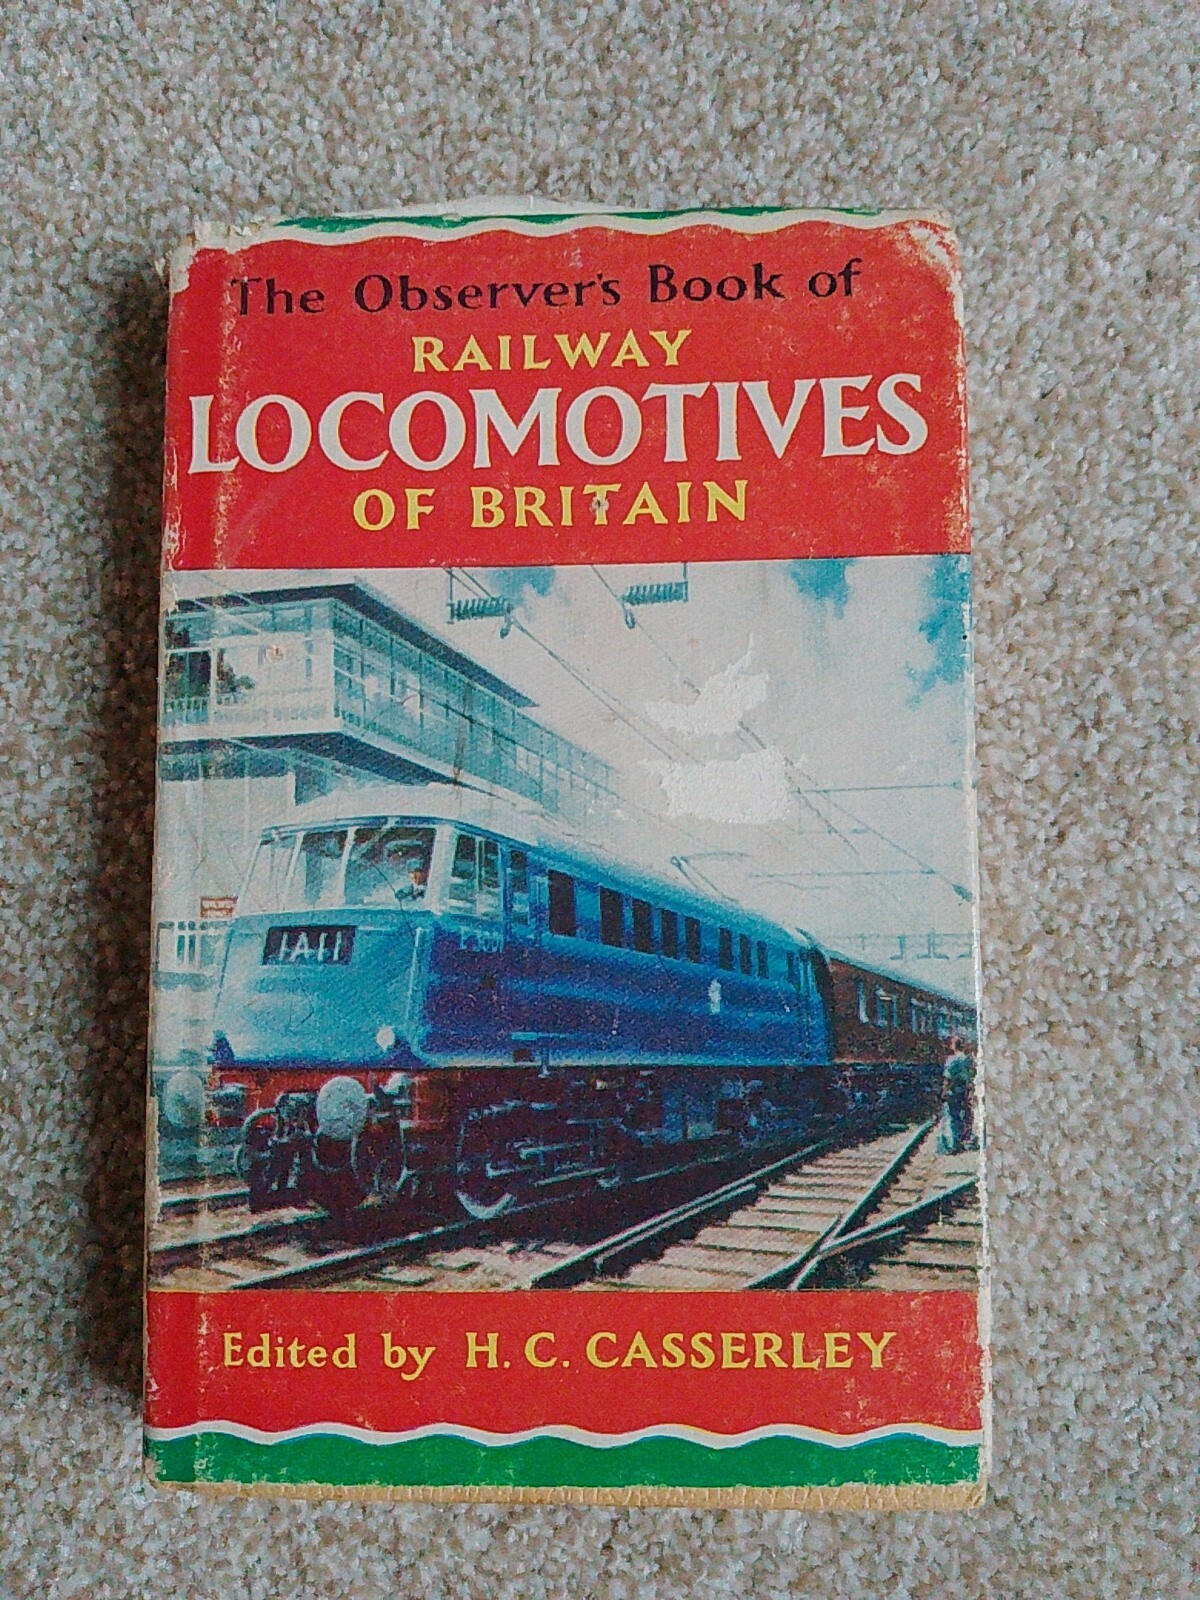 The Observer's Book of
RAILWAY
LOCOMOTIVES
OF BRITAIN
1A11
Edited by H. C. CASSERLEY